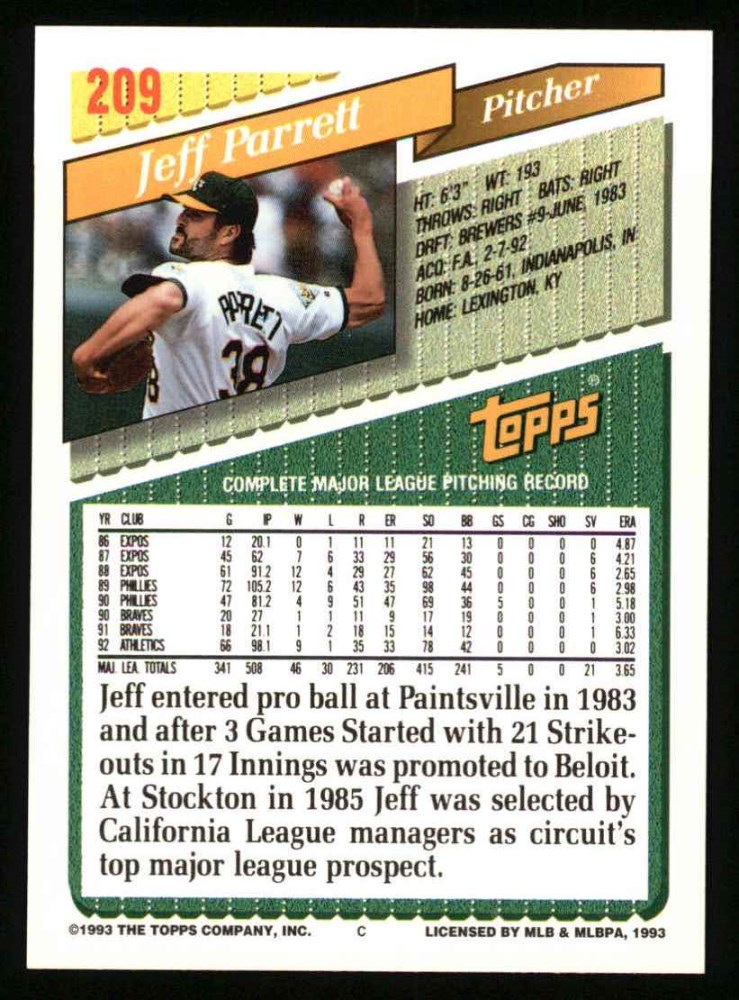 209
Jeff Parrett
Pitcher
HT: 6'3" WT: 193
THROWS: RIGHT BATS: RIGHT
DRFT: BREWERS #9-JUNE, 1983
ACQ: F.A., 2-7-92
BORN: 8-26-61, INDIANAPOLIS, IN
HOME: LEXINGTON, KY
PARRETT
38
38
Topps®
COMPLETE MAJOR LEAGUE PITCHING RECORD
YR CLUB G IP W L R ER SO BB GS CG SHO SV ERA
86 EXPOS 12 20.1 0 1 11 11 21 13 0 0 0 0 4.87
87 EXPOS 45 62 7 6 33 29 56 30 0 0 0 6 4.21
88 EXPOS 61 91.2 12 4 29 27 62 45 0 0 0 6 2.65
89 PHILLIES 72 105.2 12 6 43 35 98 44 0 0 0 6 2.98
90 PHILLIES 47 81.2 4 9 51 47 69 36 5 0 0 1 5.18
90 BRAVES 20 27 1 1 11 9 17 19 0 0 0 1 3.00
91 BRAVES 18 21.1 1 2 18 15 14 12 0 0 0 1 6.33
92 ATHLETICS 66 98.1 9 1 35 33 78 42 0 0 0 0 3.02
MAJ. LEA. TOTALS 341 508 46 30 231 206 415 241 5 0 0 21 3.65
Jeff entered pro ball at Paintsville in 1983
and after 3 Games Started with 21 Strike-
outs in 17 Innings was promoted to Beloit.
At Stockton in 1985 Jeff was selected by
California League managers as circuit's
top major league prospect.
©1993 THE TOPPS COMPANY, INC. C LICENSED BY MLB & MLBPA, 1993